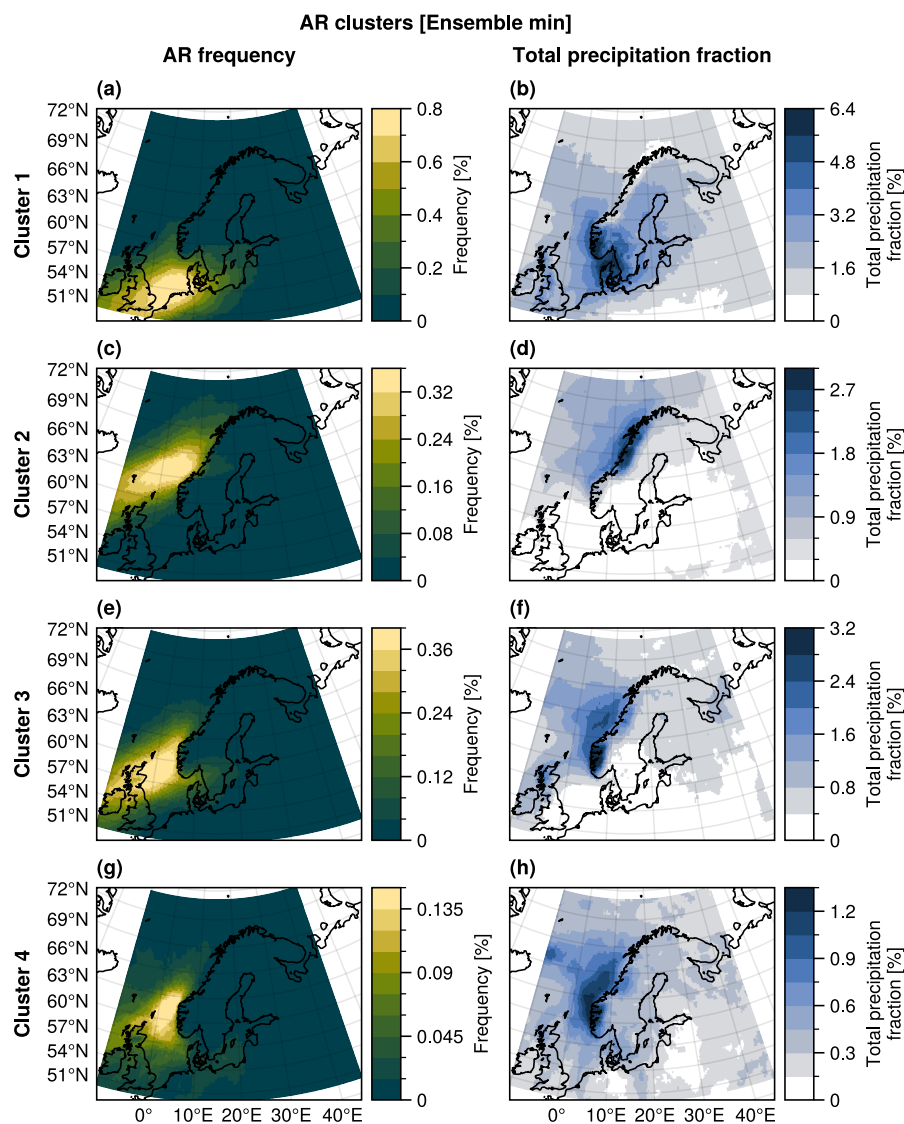 AR clusters [Ensemble min]
AR frequency
Total precipitation fraction
(a)
(b)
Cluster 1
72°N
69°N
66°N
63°N
60°N
57°N
54°N
51°N
0.8
0.6
0.4
0.2
0
Frequency [%]
6.4
4.8
3.2
1.6
0
Total precipitation
fraction [%]
(c)
(d)
Cluster 2
72°N
69°N
66°N
63°N
60°N
57°N
54°N
51°N
0.36
0.32
0.24
0.16
0.08
0
Frequency [%]
2.7
1.8
0.9
0
Total precipitation
fraction [%]
(e)
(f)
Cluster 3
72°N
69°N
66°N
63°N
60°N
57°N
54°N
51°N
0.36
0.24
0.12
0
Frequency [%]
3.2
2.4
1.6
0.8
0
Total precipitation
fraction [%]
(g)
(h)
Cluster 4
72°N
69°N
66°N
63°N
60°N
57°N
54°N
51°N
0.135
0.09
0.045
0
Frequency [%]
1.2
0.9
0.6
0.3
0
Total precipitation
fraction [%]
0°
10°E
20°E
30°E
40°E
0°
10°E
20°E
30°E
40°E